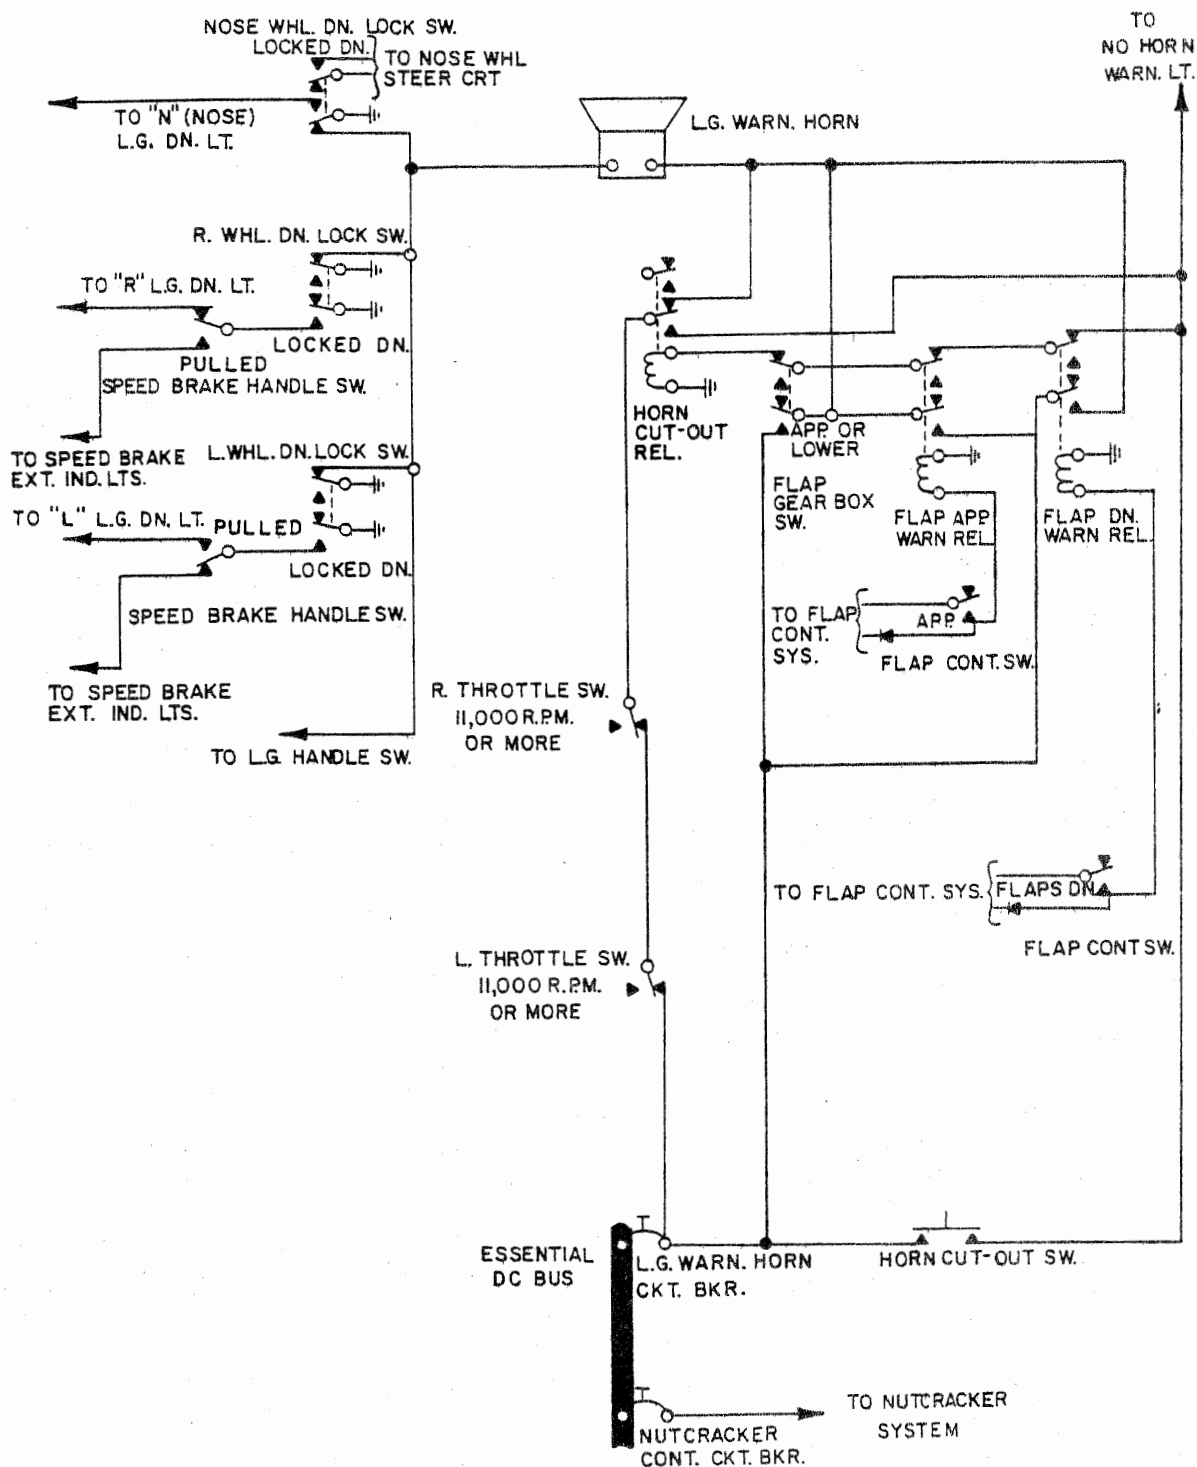 NOSE WHL. DN. LOCK SW.
LOCKED DN.
TO NOSE WHL
STEER CRT
TO "N" (NOSE)
L.G. DN. LT.
L.G. WARN. HORN
TO
NO HORN
WARN. LT.
R. WHL. DN. LOCK SW.
TO "R" L.G. DN. LT.
LOCKED DN.
PULLED
SPEED BRAKE HANDLE SW.
TO SPEED BRAKE
EXT. IND. LTS.
L. WHL. DN. LOCK SW.
TO "L" L.G. DN. LT.
PULLED
LOCKED DN.
SPEED BRAKE HANDLE SW.
TO SPEED BRAKE
EXT. IND. LTS.
TO L.G. HANDLE SW.
HORN
CUT-OUT
REL.
APP. OR
LOWER
FLAP
GEAR BOX
SW.
FLAP APP
WARN REL.
FLAP DN.
WARN REL.
TO FLAP
CONT.
SYS.
APP.
FLAP CONT. SW.
R. THROTTLE SW.
11,000 R.P.M.
OR MORE
TO FLAP CONT. SYS.
FLAPS DN.
FLAP CONT SW.
L. THROTTLE SW.
11,000 R.P.M.
OR MORE
ESSENTIAL
DC BUS
L.G. WARN. HORN
CKT. BKR.
HORN CUT-OUT SW.
NUTCRACKER
CONT. CKT. BKR.
TO NUTCRACKER
SYSTEM